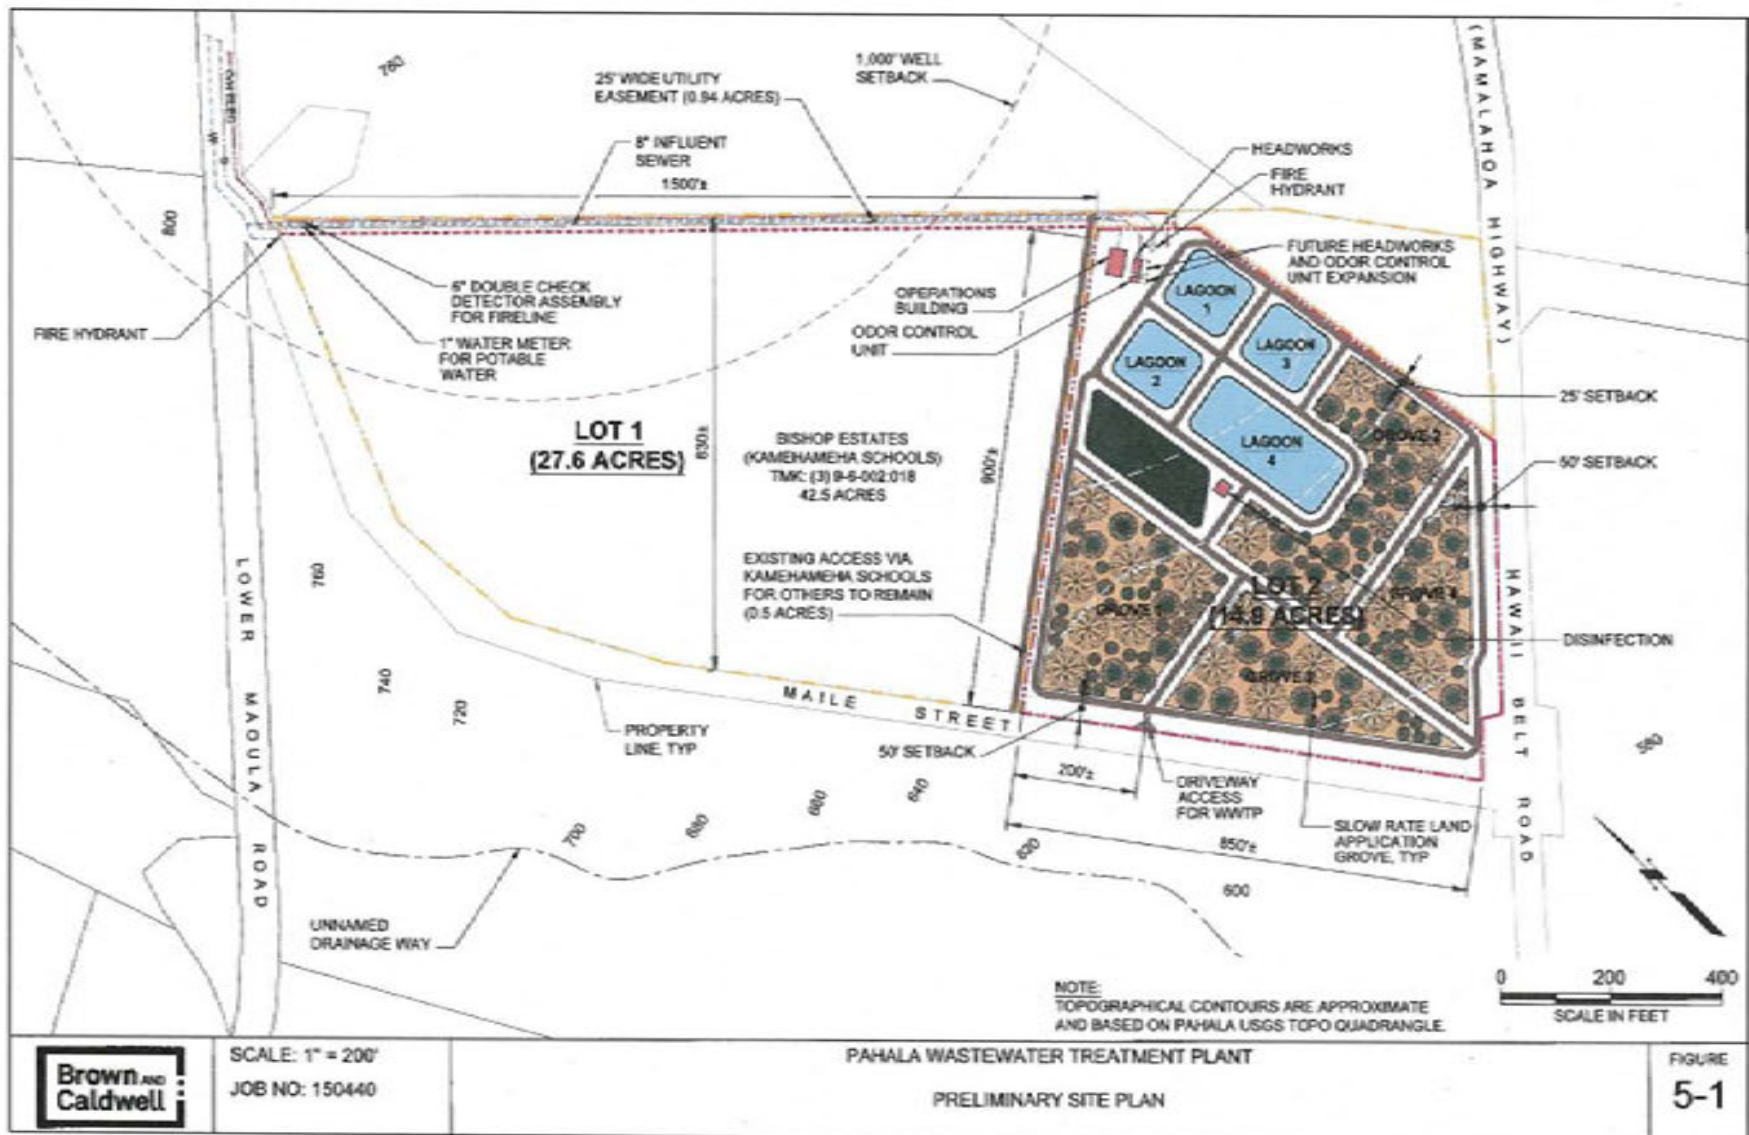 760
25' WIDE UTILITY
EASEMENT (0.94 ACRES)
1,000' WELL
SETBACK
(MAMALAHOA HIGHWAY)
8" INFLUENT
SEWER
1500'±
HEADWORKS
FIRE
HYDRANT
800
FUTURE HEADWORKS
AND ODOR CONTROL
UNIT EXPANSION
6" DOUBLE CHECK
DETECTOR ASSEMBLY
FOR FIRELINE
OPERATIONS
BUILDING
ODOR CONTROL
UNIT
LAGOON
1
FIRE HYDRANT
1" WATER METER
FOR POTABLE
WATER
LAGOON
2
LAGOON
3
25' SETBACK
LOT 1
(27.6 ACRES)
630±
BISHOP ESTATES
(KAMEHAMEHA SCHOOLS)
TMK: (3) 9-6-002:018
42.5 ACRES
900'±
LAGOON
4
GROVE 2
50' SETBACK
760
EXISTING ACCESS VIA
KAMEHAMEHA SCHOOLS
FOR OTHERS TO REMAIN
(0.5 ACRES)
GROVE 1
LOT 2
(14.9 ACRES)
DISINFECTION
LOWER MAOULA ROAD
HAWAII BELT ROAD
740
720
MAILE STREET
PROPERTY
LINE, TYP
50' SETBACK
200'±
DRIVEWAY
ACCESS
FOR WWTP
580
700
680
660
640
620
850'±
SLOW RATE LAND
APPLICATION
GROVE, TYP
600
UNNAMED
DRAINAGE WAY
NOTE:
TOPOGRAPHICAL CONTOURS ARE APPROXIMATE
AND BASED ON PAHALA USGS TOPO QUADRANGLE.
0 200 400
SCALE IN FEET
Brown AND
Caldwell
SCALE: 1" = 200'
JOB NO: 150440
PAHALA WASTEWATER TREATMENT PLANT
PRELIMINARY SITE PLAN
FIGURE
5-1